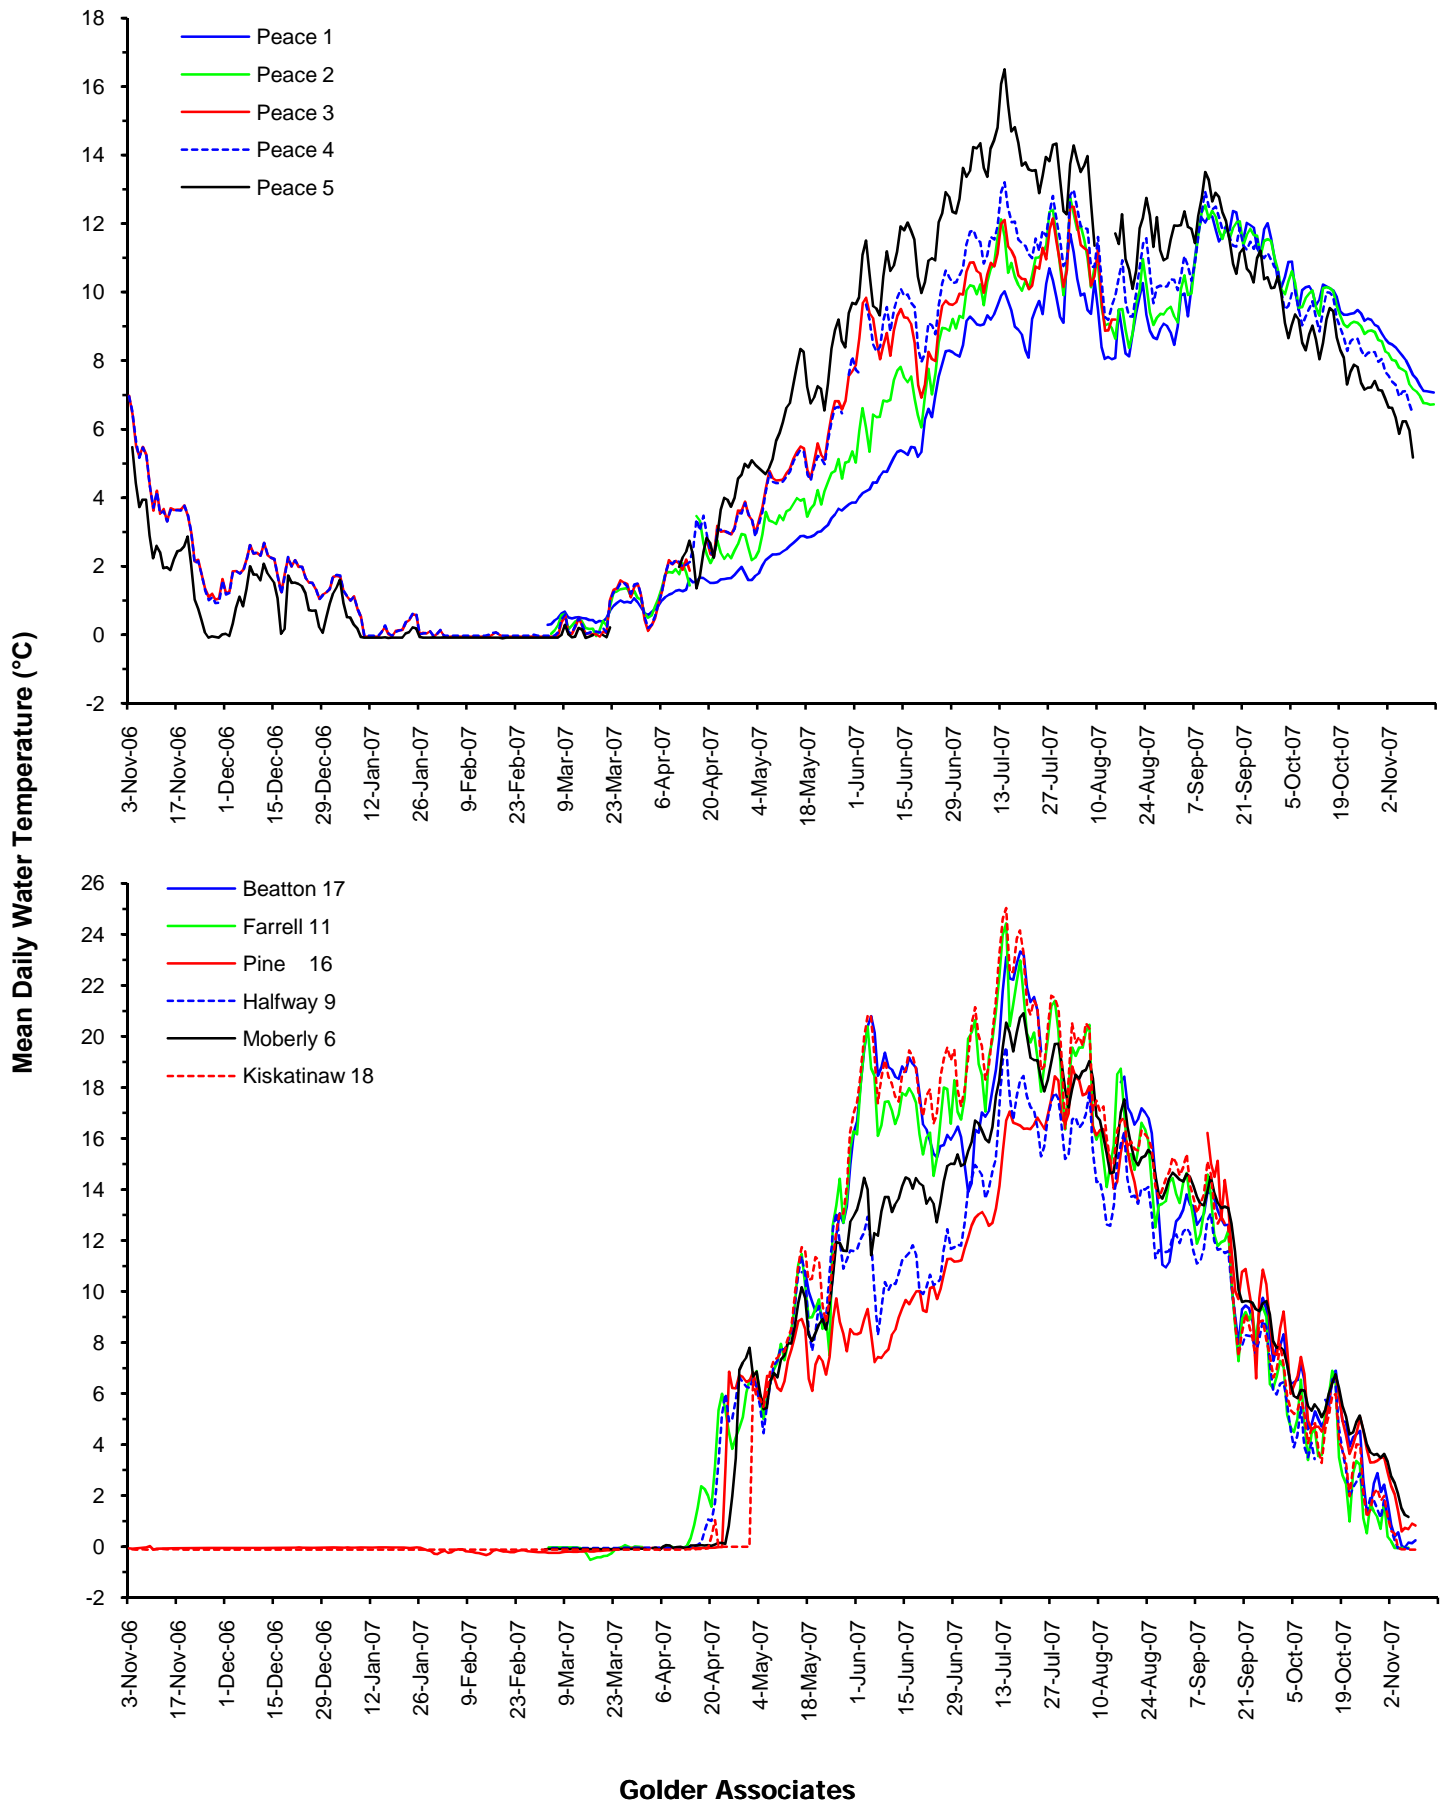 Mean Daily Water Temperature (°C)
18
16
14
12
10
8
6
4
2
0
-2
Peace 1
Peace 2
Peace 3
Peace 4
Peace 5
3-Nov-06
17-Nov-06
1-Dec-06
15-Dec-06
29-Dec-06
12-Jan-07
26-Jan-07
9-Feb-07
23-Feb-07
9-Mar-07
23-Mar-07
6-Apr-07
20-Apr-07
4-May-07
18-May-07
1-Jun-07
15-Jun-07
29-Jun-07
13-Jul-07
27-Jul-07
10-Aug-07
24-Aug-07
7-Sep-07
21-Sep-07
5-Oct-07
19-Oct-07
2-Nov-07
26
24
22
20
18
16
14
12
10
8
6
4
2
0
-2
Beatton 17
Farrell 11
Pine 16
Halfway 9
Moberly 6
Kiskatinaw 18
3-Nov-06
17-Nov-06
1-Dec-06
15-Dec-06
29-Dec-06
12-Jan-07
26-Jan-07
9-Feb-07
23-Feb-07
9-Mar-07
23-Mar-07
6-Apr-07
20-Apr-07
4-May-07
18-May-07
1-Jun-07
15-Jun-07
29-Jun-07
13-Jul-07
27-Jul-07
10-Aug-07
24-Aug-07
7-Sep-07
21-Sep-07
5-Oct-07
19-Oct-07
2-Nov-07
Golder Associates